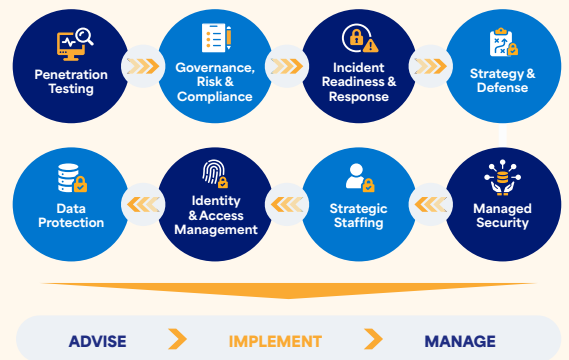 Penetration
Testing
Governance,
Risk &
Compliance
Incident
Readiness &
Response
Strategy &
Defense
Data
Protection
Identity
& Access
Management
Strategic
Staffing
Managed
Security
ADVISE
IMPLEMENT
MANAGE